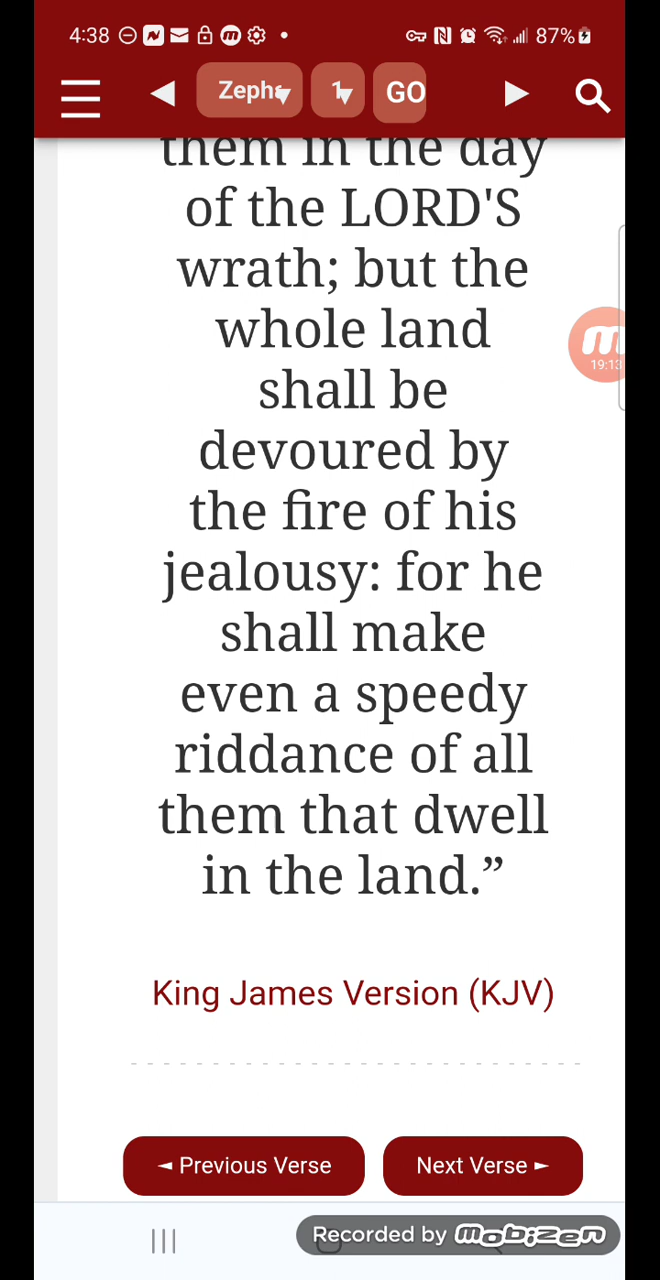 4:38 87%
Zeph 1 GO
them in the day
of the LORD'S
wrath; but the
whole land
shall be
devoured by
the fire of his
jealousy: for he
shall make
even a speedy
riddance of all
them that dwell
in the land.”
19:13
King James Version (KJV)
◄ Previous Verse Next Verse ►
Recorded by mobizen